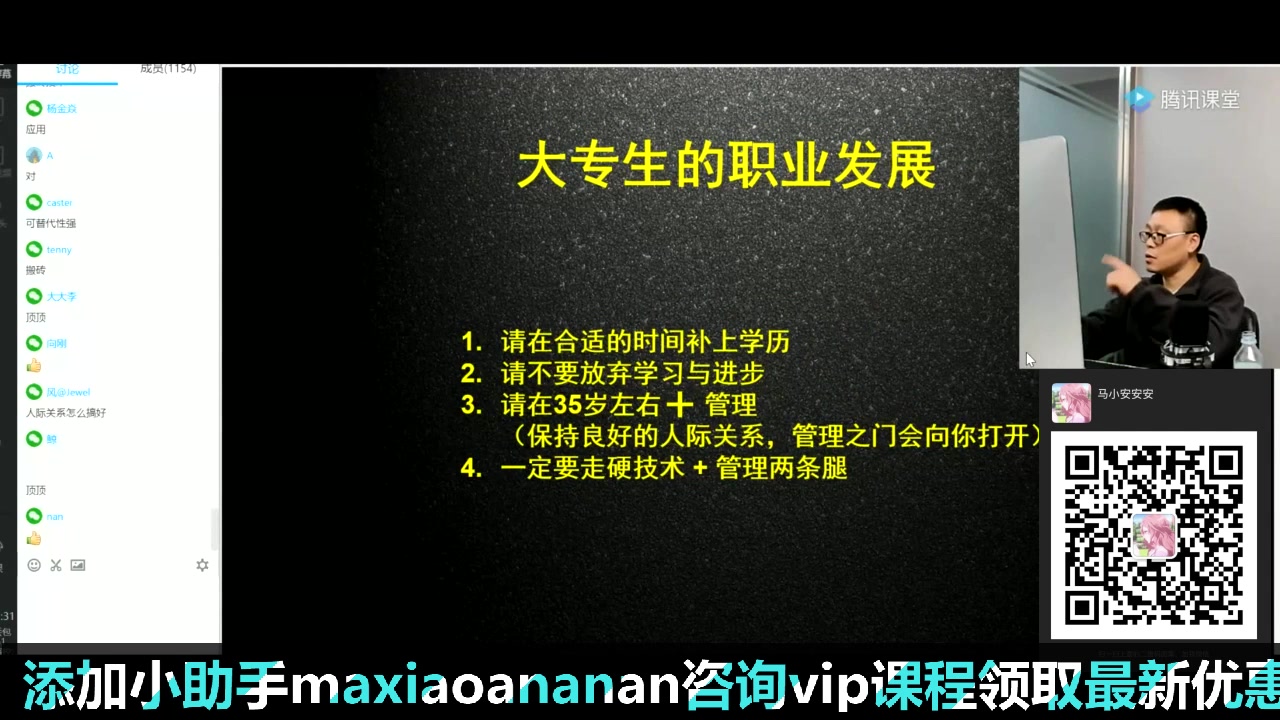 讨论
成员(1154)
杨金焱
应用
A
对
caster
可替代性强
tenny
搬砖
大大李
顶顶
向刚
风@Jewel
人际关系怎么搞好
鲸
顶顶
nan
腾讯课堂
大专生的职业发展
1. 请在合适的时间补上学历
2. 请不要放弃学习与进步
3. 请在35岁左右＋ 管理
（保持良好的人际关系，管理之门会向你打开）
4. 一定要走硬技术 + 管理两条腿
马小安安安
:31
添加小助手maxiaoananan咨询vip课程领取最新优惠